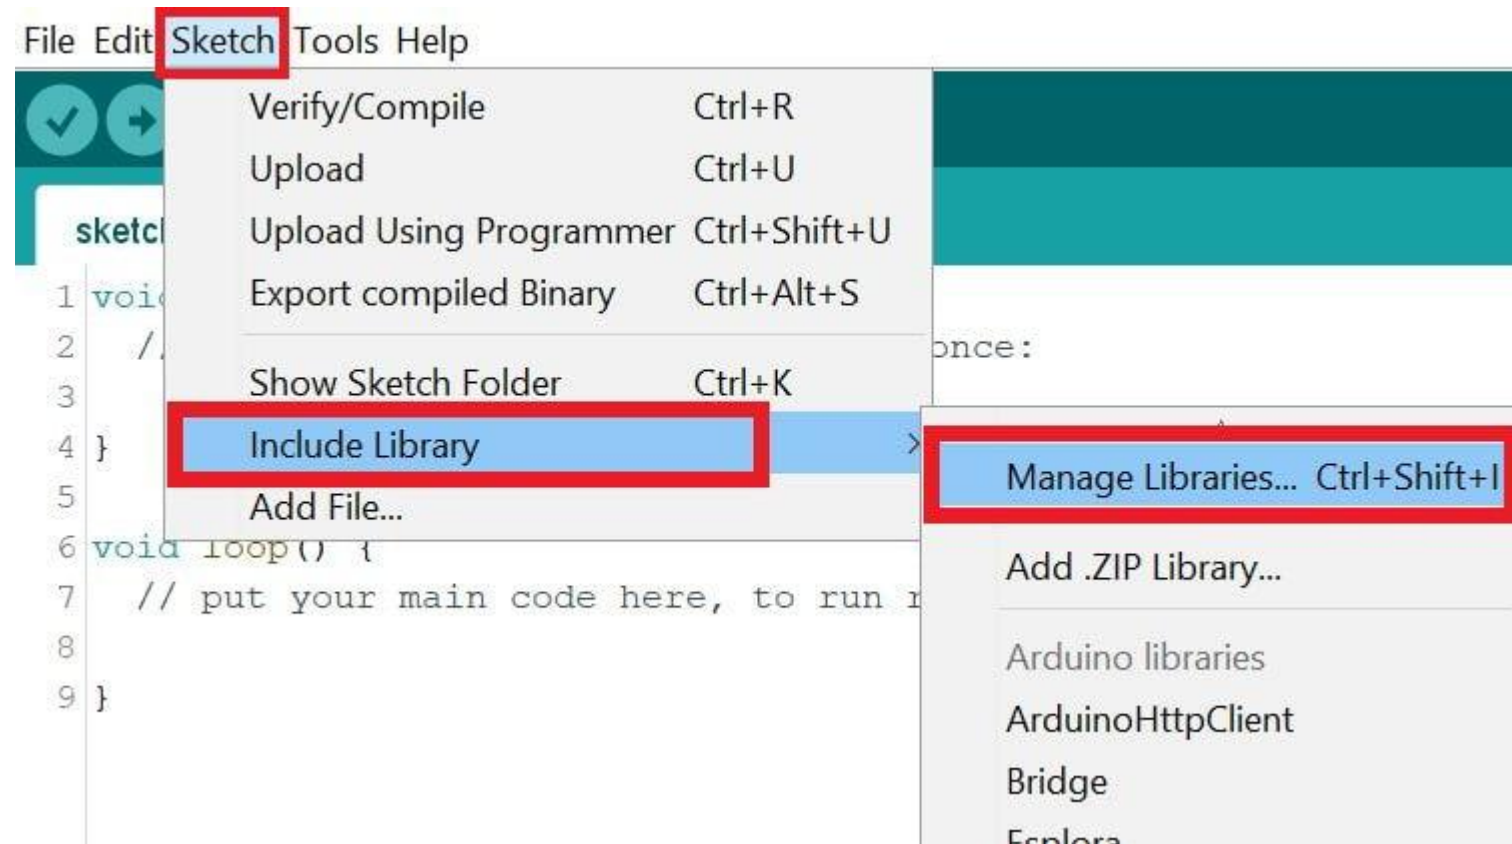 File Edit Sketch Tools Help
Verify/Compile Ctrl+R
Upload Ctrl+U
Upload Using Programmer Ctrl+Shift+U
Export compiled Binary Ctrl+Alt+S
Show Sketch Folder Ctrl+K
Include Library
Add File...
Manage Libraries... Ctrl+Shift+I
Add .ZIP Library...
Arduino libraries
ArduinoHttpClient
Bridge
Esplora
1
2 // once:
3
4 }
5
6 void loop() {
7 // put your main code here, to run
8
9 }